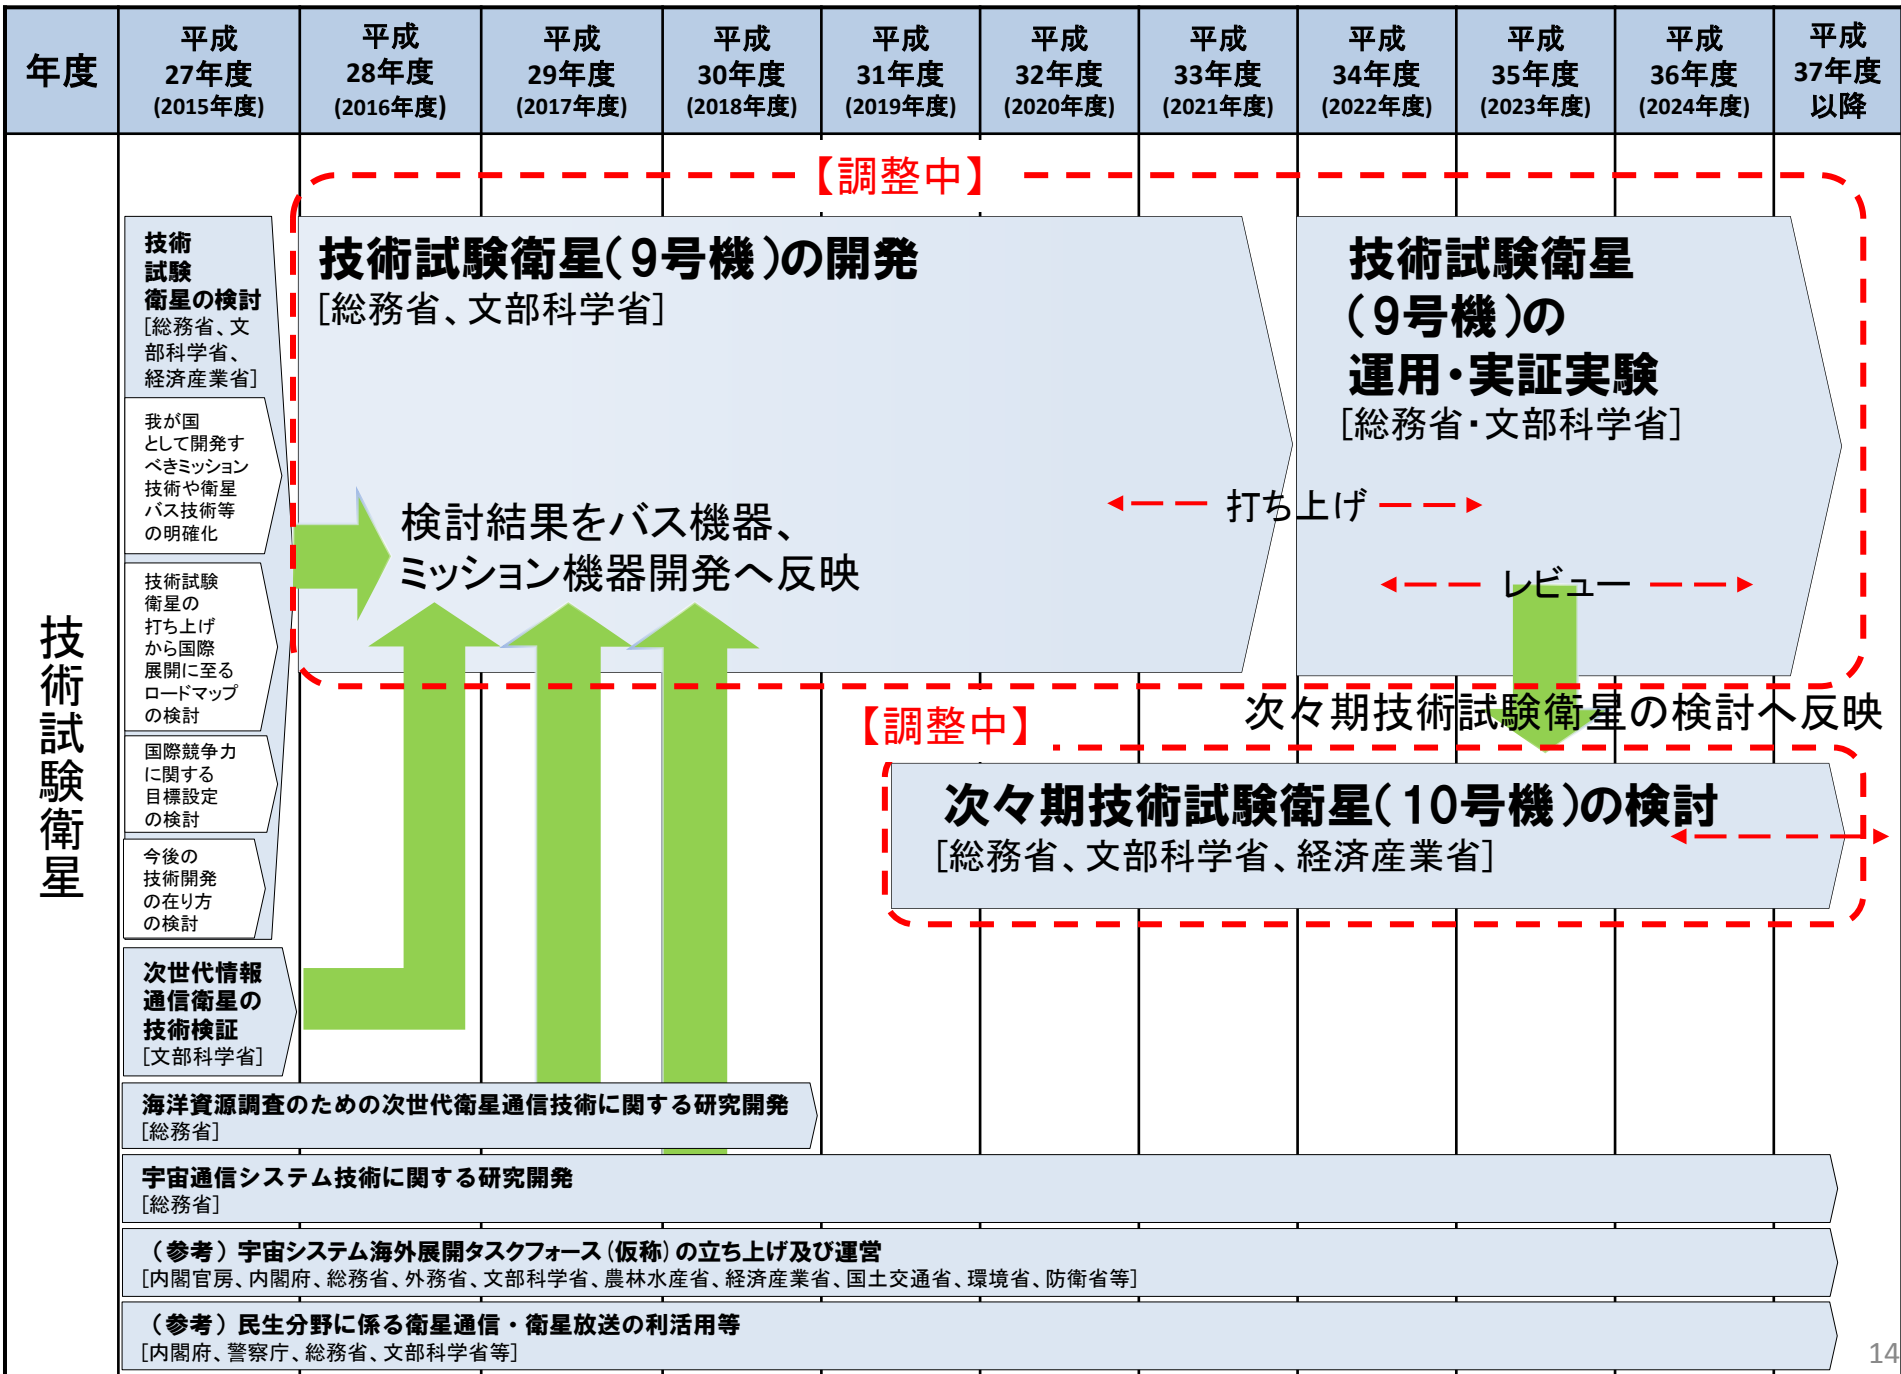 年度
平成
27年度
(2015年度)
平成
28年度
(2016年度)
平成
29年度
(2017年度)
平成
30年度
(2018年度)
平成
31年度
(2019年度)
平成
32年度
(2020年度)
平成
33年度
(2021年度)
平成
34年度
(2022年度)
平成
35年度
(2023年度)
平成
36年度
(2024年度)
平成
37年度
以降
技術試験衛星
【調整中】
技術
試験
衛星の検討
[総務省、文
部科学省、
経済産業省]
我が国
として開発す
べきミッション
技術や衛星
バス技術等
の明確化
技術試験
衛星の
打ち上げ
から国際
展開に至る
ロードマップ
の検討
国際競争力
に関する
目標設定
の検討
今後の
技術開発
の在り方
の検討
技術試験衛星(9号機)の開発
[総務省、文部科学省]
検討結果をバス機器、
ミッション機器開発へ反映
技術試験衛星
(9号機)の
運用・実証実験
[総務省・文部科学省]
打ち上げ
レビュー
次々期技術試験衛星の検討へ反映
【調整中】
次々期技術試験衛星(10号機)の検討
[総務省、文部科学省、経済産業省]
次世代情報
通信衛星の
技術検証
[文部科学省]
海洋資源調査のための次世代衛星通信技術に関する研究開発
[総務省]
宇宙通信システム技術に関する研究開発
[総務省]
(参考)宇宙システム海外展開タスクフォース(仮称)の立ち上げ及び運営
[内閣官房、内閣府、総務省、外務省、文部科学省、農林水産省、経済産業省、国土交通省、環境省、防衛省等]
(参考)民生分野に係る衛星通信・衛星放送の利活用等
[内閣府、警察庁、総務省、文部科学省等]
14